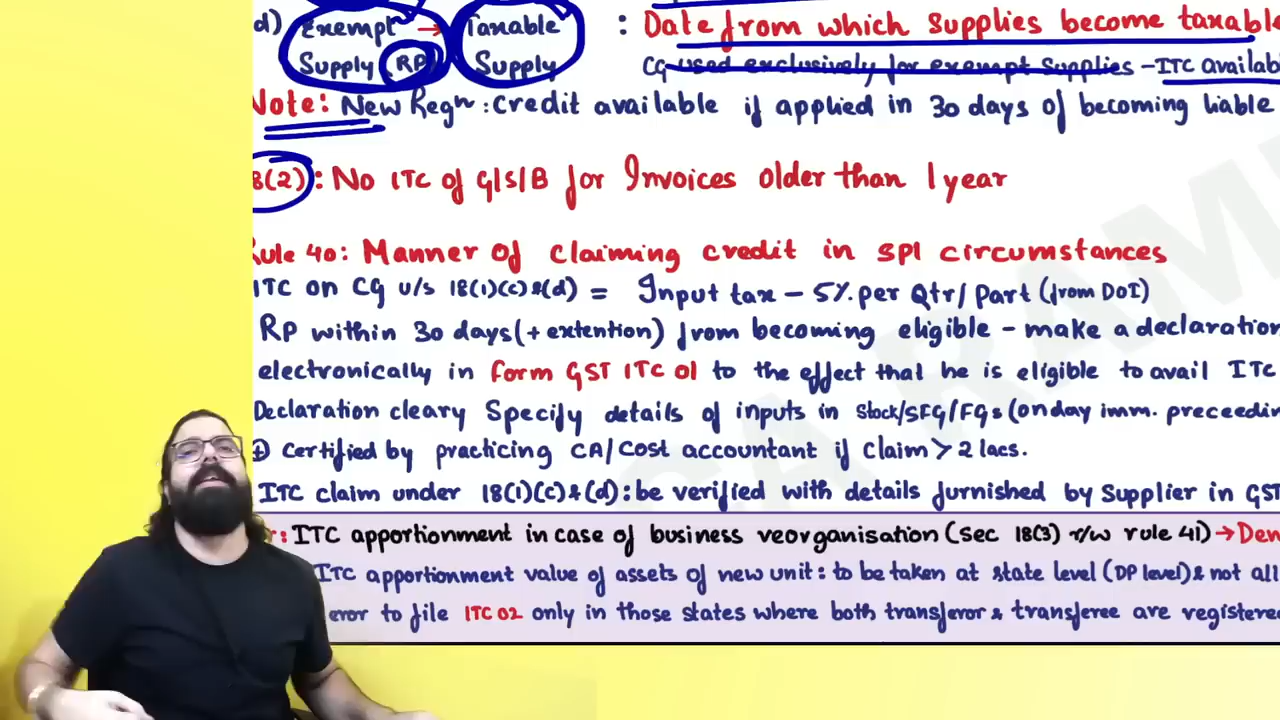 d) Exempt → Taxable : Date from which supplies become taxable
Supply (RP) Supply CG used exclusively for exempt supplies - ITC availab
Note: New Regn: Credit available if applied in 30 days of becoming liable
8(2): No ITC of G/S/B for Invoices older than 1 year
Rule 40: Manner of claiming credit in spl circumstances
ITC on CG u/s 18(1)(c)&(d) = Input tax - 5% per Qtr/Part (from DOI)
RP within 30 days (+ extention) from becoming eligible - make a declaration
electronically in form GST ITC 01 to the effect that he is eligible to avail ITC
Declaration cleary Specify details of inputs in Stock/SFG/FGs (on day imm. preceedin
+ Certified by practicing CA/Cost accountant if claim > 2 lacs.
ITC claim under 18(1)(c)&(d): be verified with details furnished by Supplier in GST
r: ITC apportionment in case of business reorganisation (Sec 18(3) r/w rule 41) → Den
ITC apportionment value of assets of new unit: to be taken at state level (DP level) & not all
eror to file ITC 02 only in those states where both transferor & transferee are registere